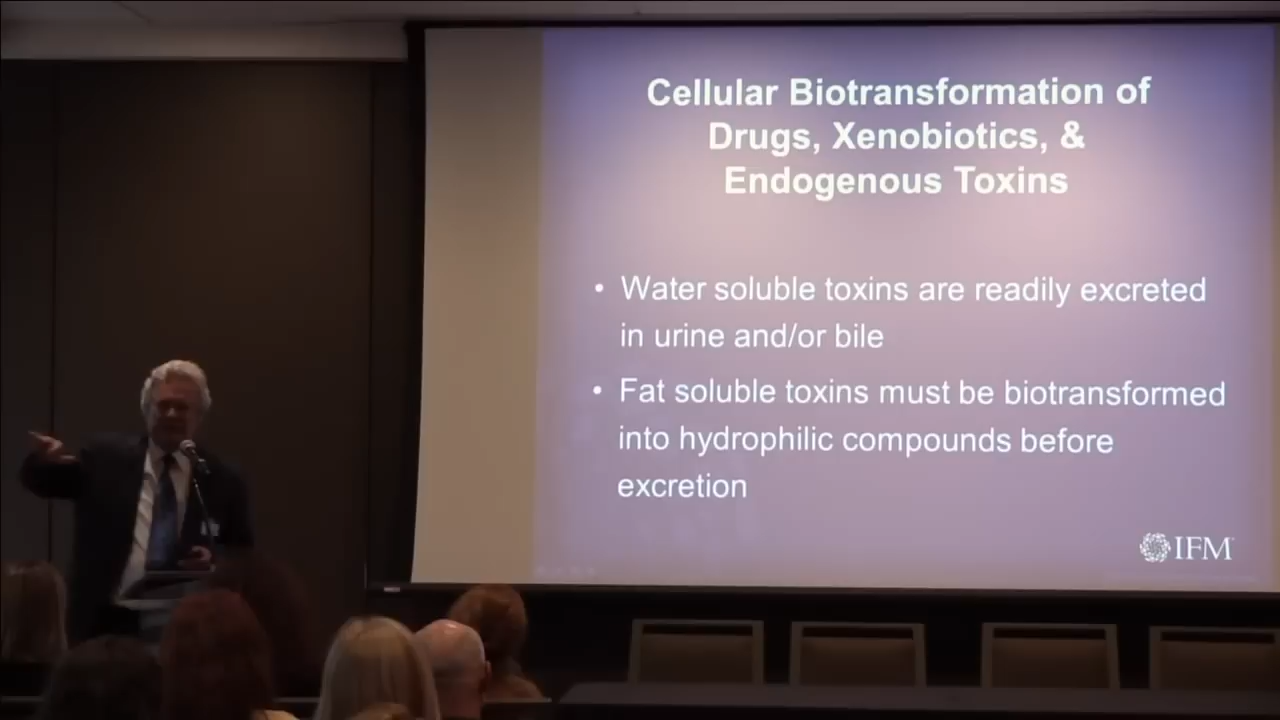 Cellular Biotransformation of
Drugs, Xenobiotics, &
Endogenous Toxins
• Water soluble toxins are readily excreted
in urine and/or bile
• Fat soluble toxins must be biotransformed
into hydrophilic compounds before
excretion
IFM